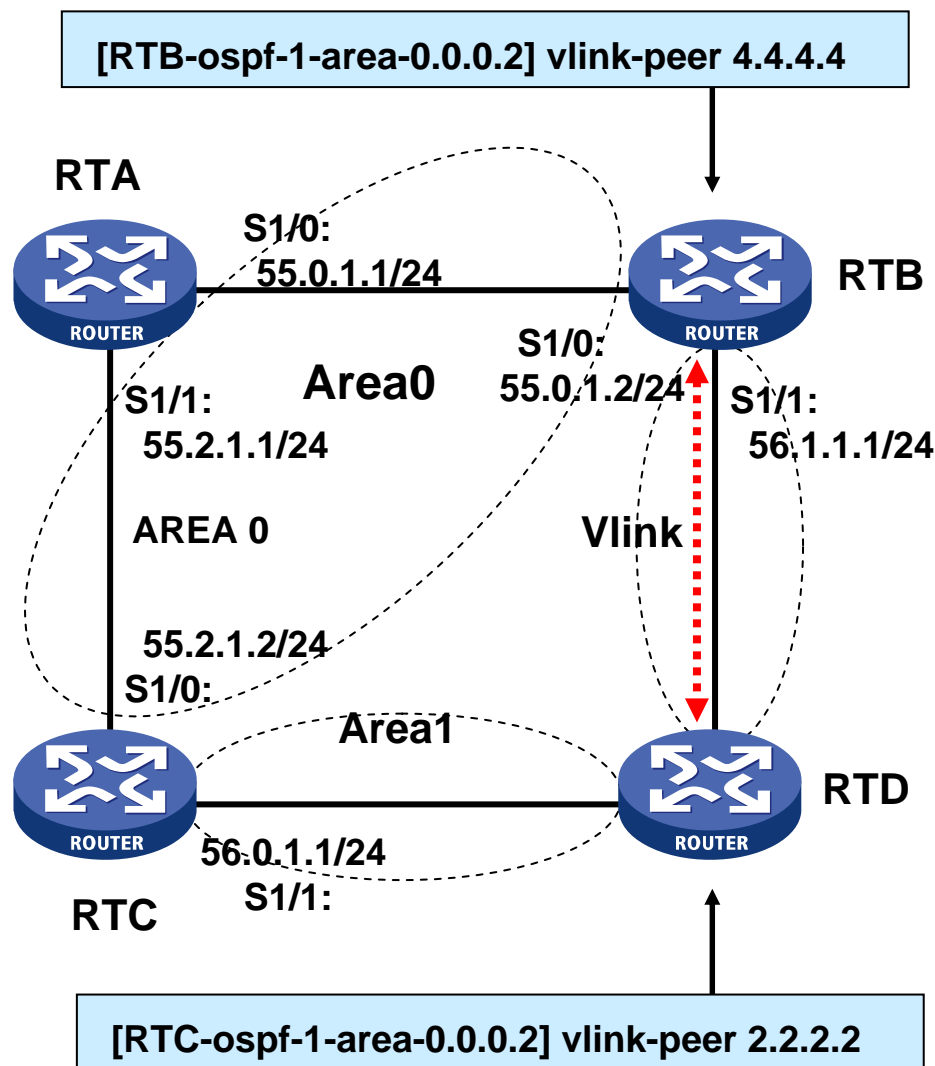 [RTB-ospf-1-area-0.0.0.2] vlink-peer 4.4.4.4
RTA
S1/0:
55.0.1.1/24
ROUTER
RTB
ROUTER
S1/0:
55.0.1.2/24
Area0
S1/1:
55.2.1.1/24
S1/1:
56.1.1.1/24
AREA 0
Vlink
55.2.1.2/24
S1/0:
Area1
ROUTER
RTD
ROUTER
56.0.1.1/24
S1/1:
RTC
[RTC-ospf-1-area-0.0.0.2] vlink-peer 2.2.2.2